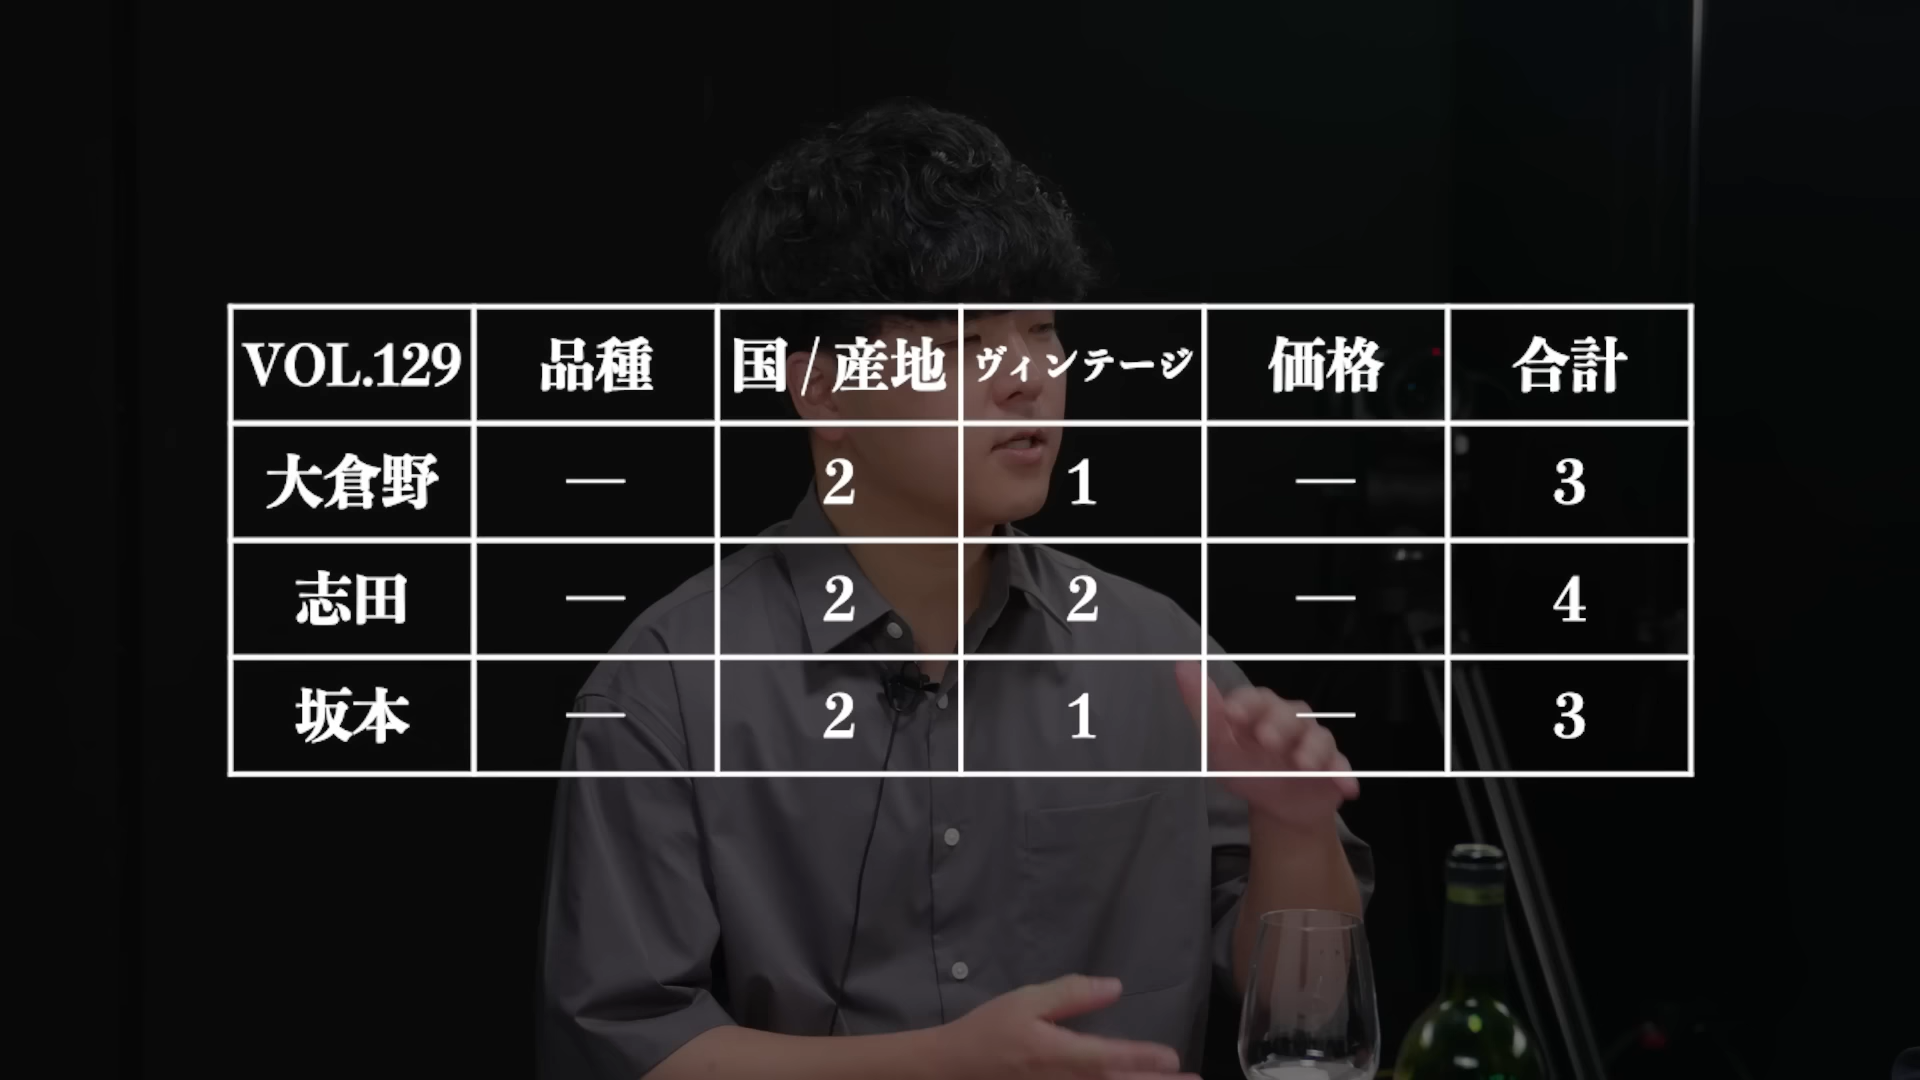 VOL.129 品種 国/産地 ヴィンテージ 価格 合計
大倉野 — 2 1 — 3
志田 — 2 2 — 4
坂本 — 2 1 — 3